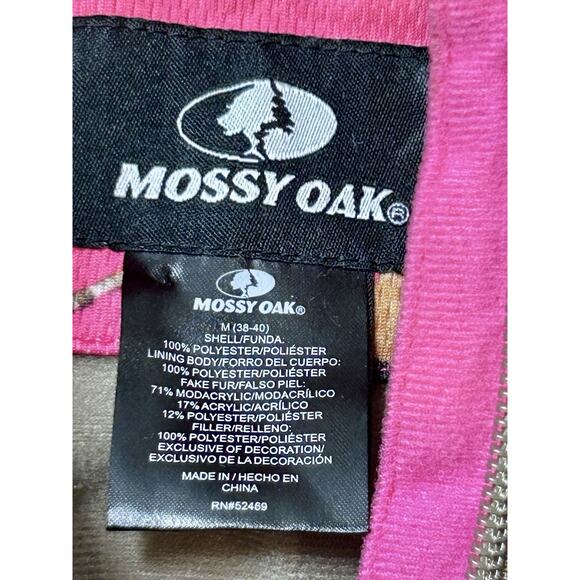 MOSSY OAK®
MOSSY OAK®
M (38-40)
SHELL/FUNDA:
100% POLYESTER/POLIÉSTER
LINING BODY/FORRO DEL CUERPO:
100% POLYESTER/POLIÉSTER
FAKE FUR/FALSO PIEL:
71% MODACRYLIC/MODACRÍLICO
17% ACRYLIC/ACRÍLICO
12% POLYESTER/POLIÉSTER
FILLER/RELLENO:
100% POLYESTER/POLIÉSTER
EXCLUSIVE OF DECORATION/
EXCLUSIVO DE LA DECORACIÓN
MADE IN / HECHO EN
CHINA
RN#52469